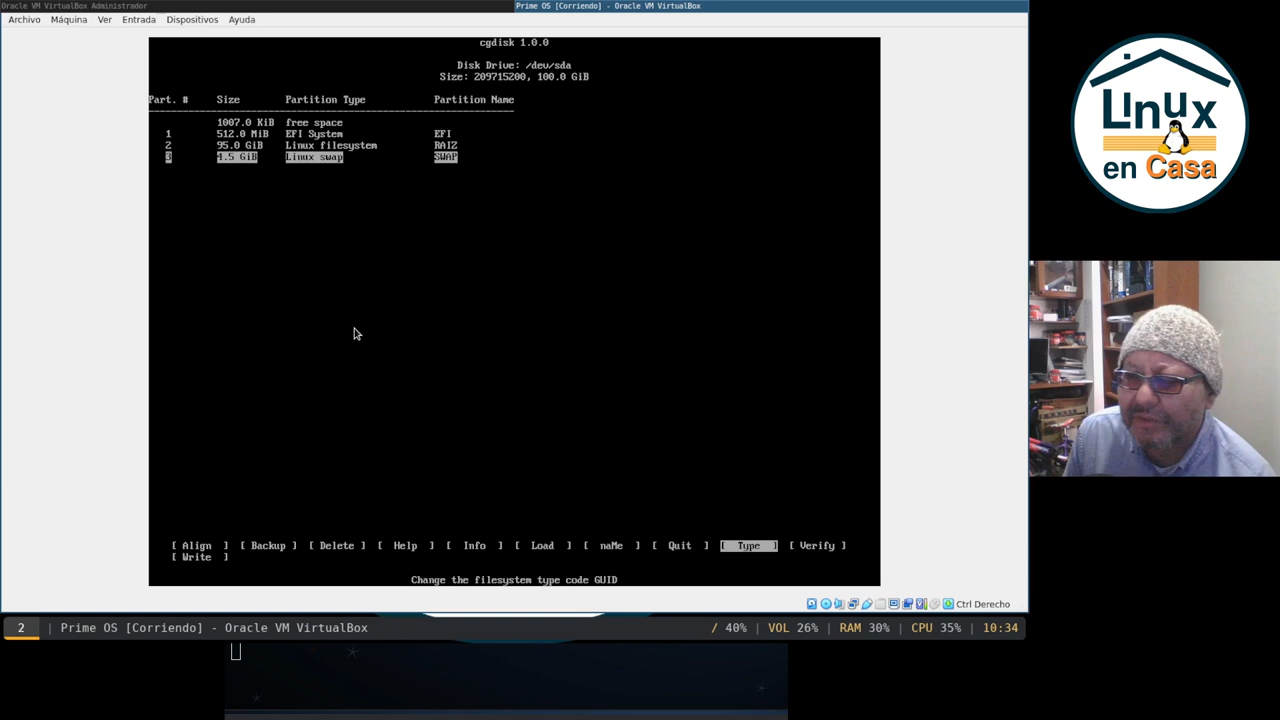 Oracle VM VirtualBox Administrador
Prime OS [Corriendo] - Oracle VM VirtualBox
Archivo Máquina Ver Entrada Dispositivos Ayuda
cgdisk 1.0.0
Disk Drive: /dev/sda
Size: 209715200, 100.0 GiB
Part. # Size Partition Type Partition Name
1007.0 KiB free space
1 512.0 MiB EFI System EFI
2 95.0 GiB Linux filesystem RAIZ
3 4.5 GiB Linux swap SWAP
[ Align ] [ Backup ] [ Delete ] [ Help ] [ Info ] [ Load ] [ naMe ] [ Quit ] [ Type ] [ Verify ]
[ Write ]
Change the filesystem type code GUID
Ctrl Derecho
2 | Prime OS [Corriendo] - Oracle VM VirtualBox / 40% | VOL 26% | RAM 30% | CPU 35% | 10:34
Linux
en Casa